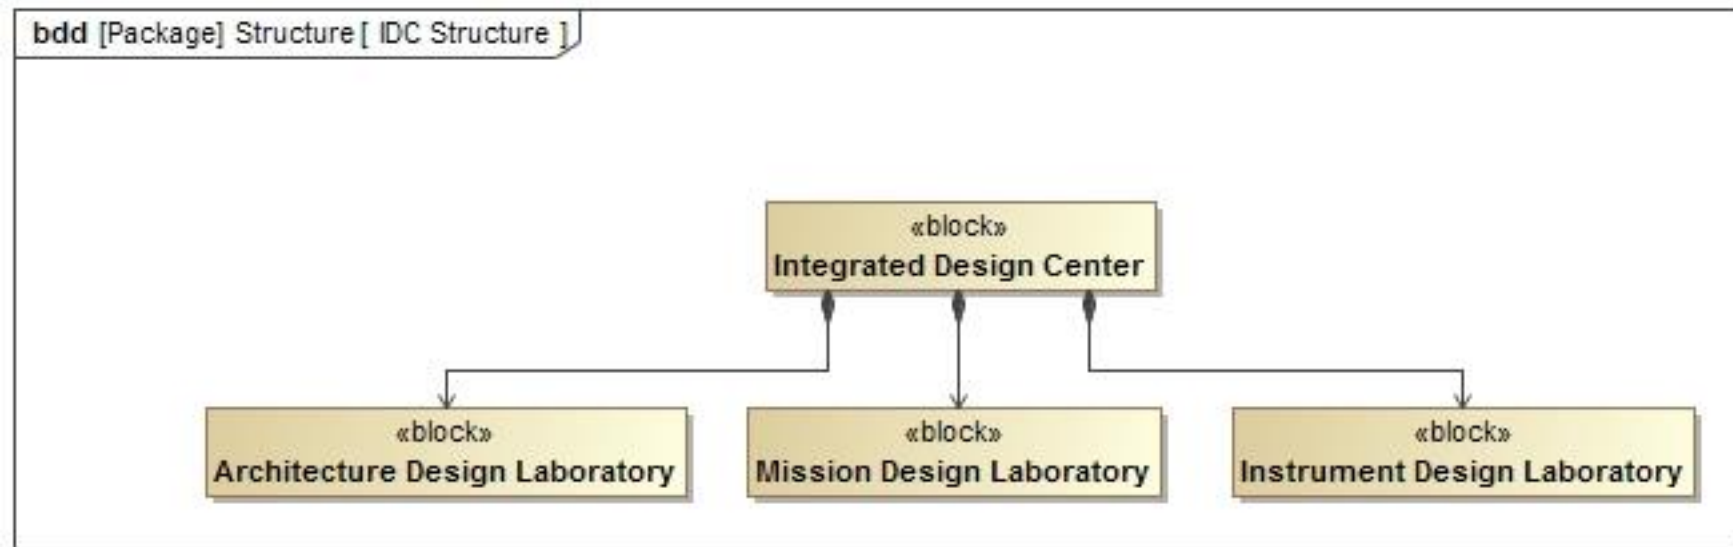 bdd [Package] Structure [ IDC Structure ]
«block»
Integrated Design Center
«block»
Architecture Design Laboratory
«block»
Mission Design Laboratory
«block»
Instrument Design Laboratory